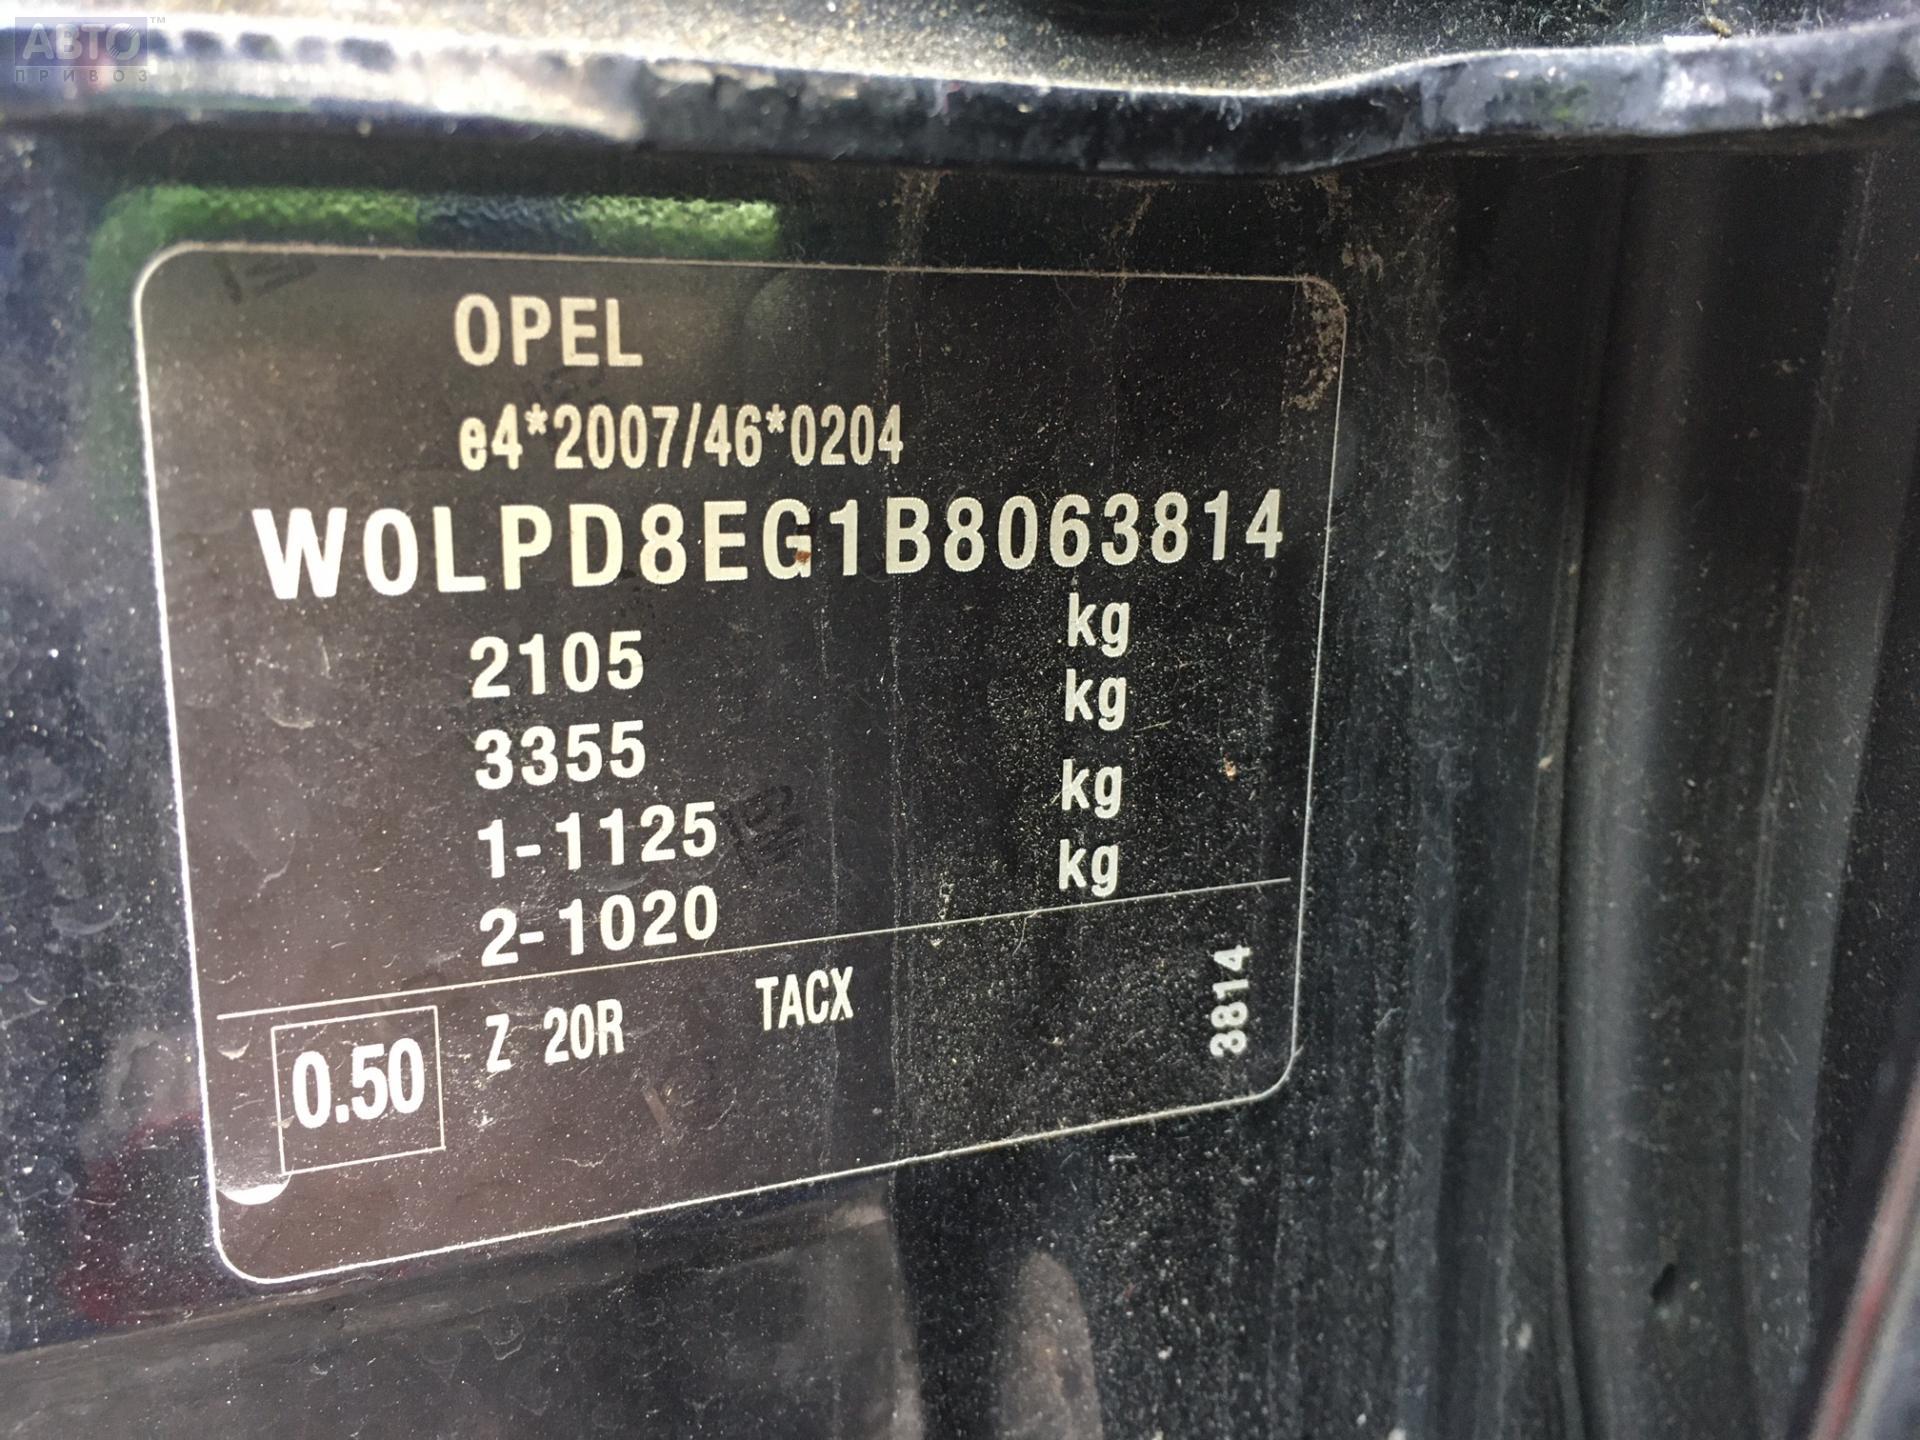 АВТО™
ПРИВОЗ
OPEL
e4*2007/46*0204
W0LPD8EG1B8063814
2105 kg
3355 kg
1-1125 kg
2-1020 kg
0.50 Z 20R TACX 3814